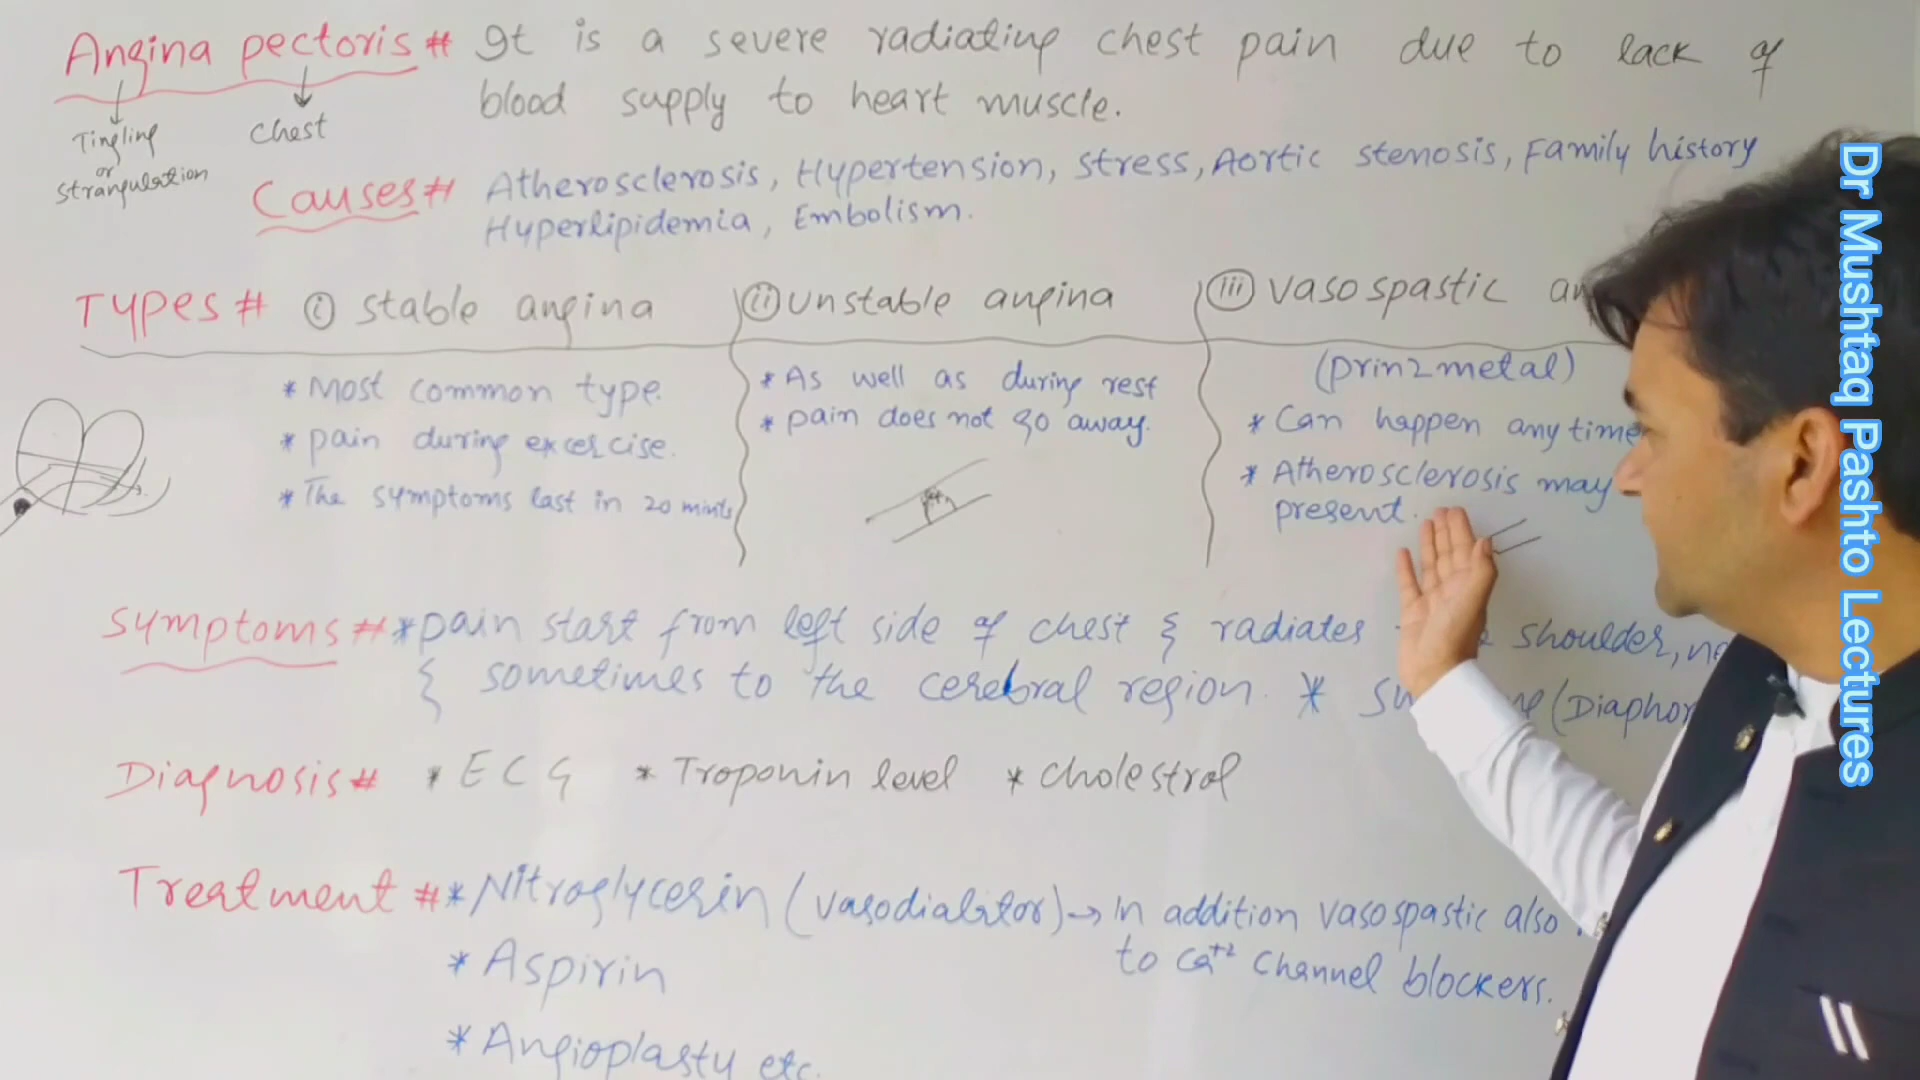 Angina pectoris # It is a severe radiating chest pain due to lack of
blood supply to heart muscle.
Tingling
or
strangulation
chest
Causes # Atherosclerosis, Hypertension, stress, Aortic stenosis, Family history
Hyperlipidemia, Embolism.
Types # (i) stable angina
* Most common type.
* pain during excercise.
* The symptoms last in 20 mints
(ii) unstable angina
* As well as during rest
* pain does not go away.
(iii) vasospastic an
(prin2metal)
* Can happen any time
* Atherosclerosis may
present.
Symptoms # * pain start from left side of chest & radiates shoulder,
& sometimes to the cerebral region. * (Diaphor
Diagnosis # * ECG * Troponin level * cholestrol
Treatment # * Nitroglycerin (vasodialator) → In addition vasospastic also
to Ca+2 channel blockers.
* Aspirin
* Angioplasty etc.
Dr Mushtaq Pashto Lectures